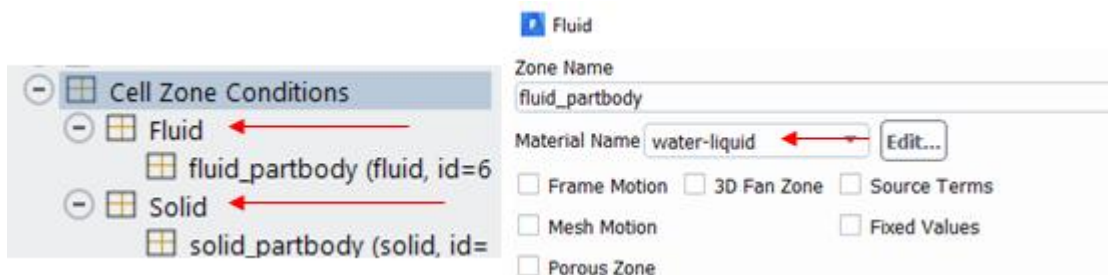 Cell Zone Conditions
Fluid
fluid_partbody (fluid, id=6
Solid
solid_partbody (solid, id=
Fluid
Zone Name
fluid_partbody
Material Name water-liquid Edit...
Frame Motion 3D Fan Zone Source Terms
Mesh Motion Fixed Values
Porous Zone